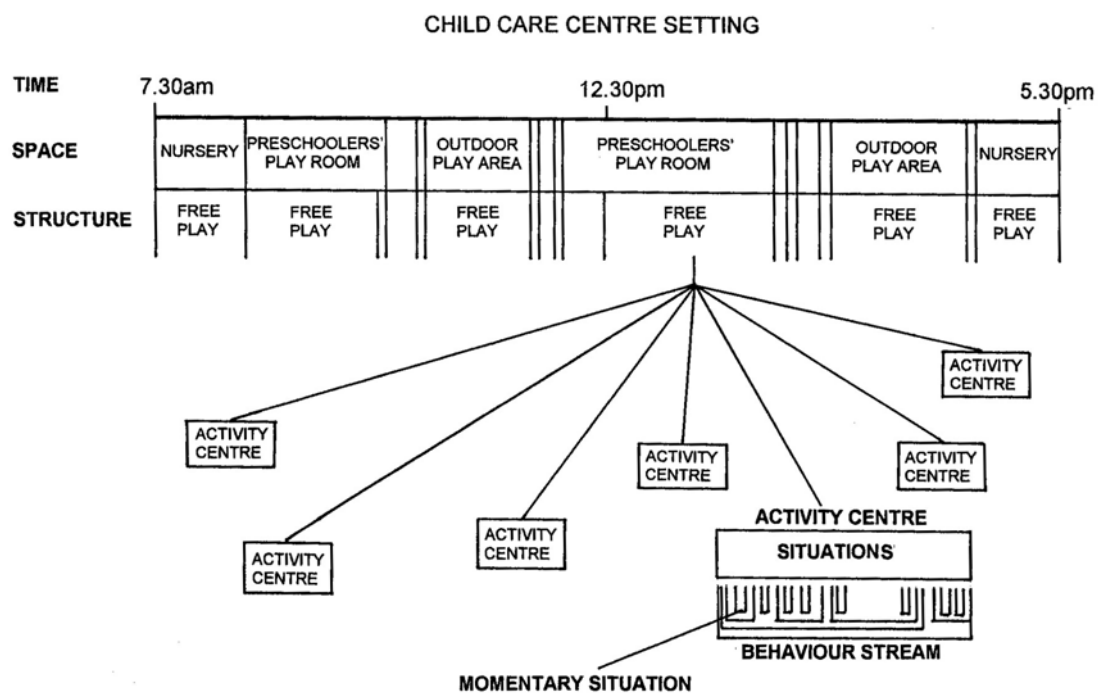 CHILD CARE CENTRE SETTING
TIME
7.30am
12.30pm
5.30pm
SPACE
NURSERY
PRESCHOOLERS'
PLAY ROOM
OUTDOOR
PLAY AREA
PRESCHOOLERS'
PLAY ROOM
OUTDOOR
PLAY AREA
NURSERY
STRUCTURE
FREE
PLAY
FREE
PLAY
FREE
PLAY
FREE
PLAY
FREE
PLAY
FREE
PLAY
ACTIVITY
CENTRE
ACTIVITY
CENTRE
ACTIVITY
CENTRE
ACTIVITY
CENTRE
ACTIVITY
CENTRE
ACTIVITY
CENTRE
ACTIVITY CENTRE
SITUATIONS
BEHAVIOUR STREAM
MOMENTARY SITUATION